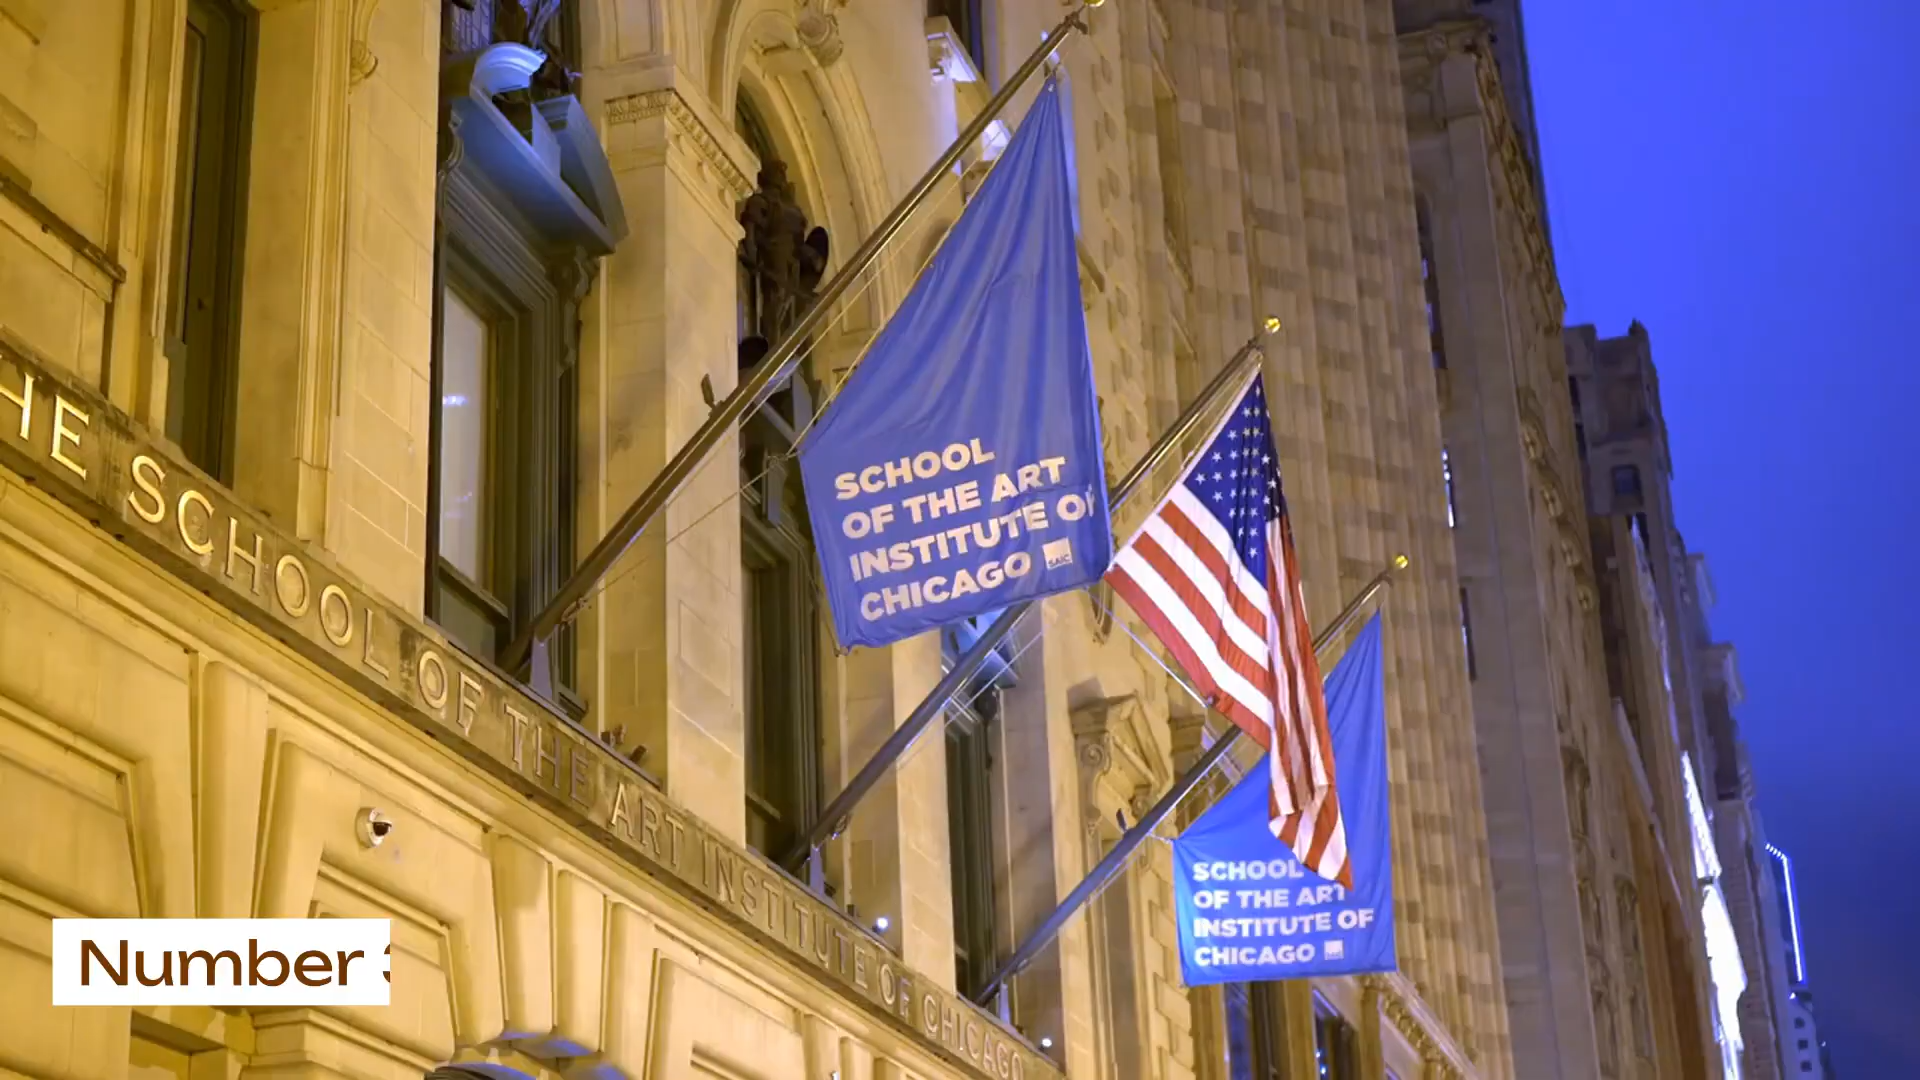 HE SCHOOL OF THE ART INSTITUTE OF CHICAGO
SCHOOL
OF THE ART
INSTITUTE OF
CHICAGO SAIC
SCHOOL
OF THE ART
INSTITUTE OF
CHICAGO
Number